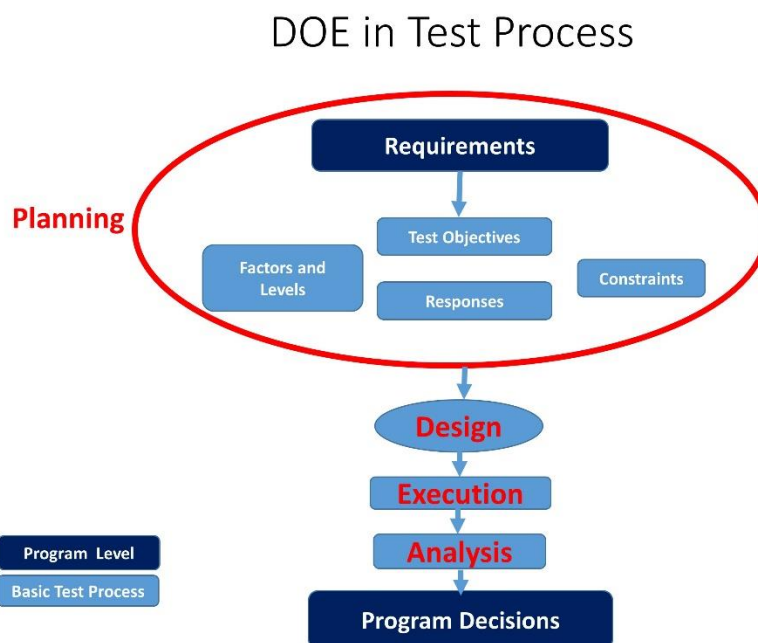 DOE in Test Process
Requirements
Planning
Test Objectives
Factors and
Levels
Constraints
Responses
Design
Execution
Analysis
Program Level
Basic Test Process
Program Decisions